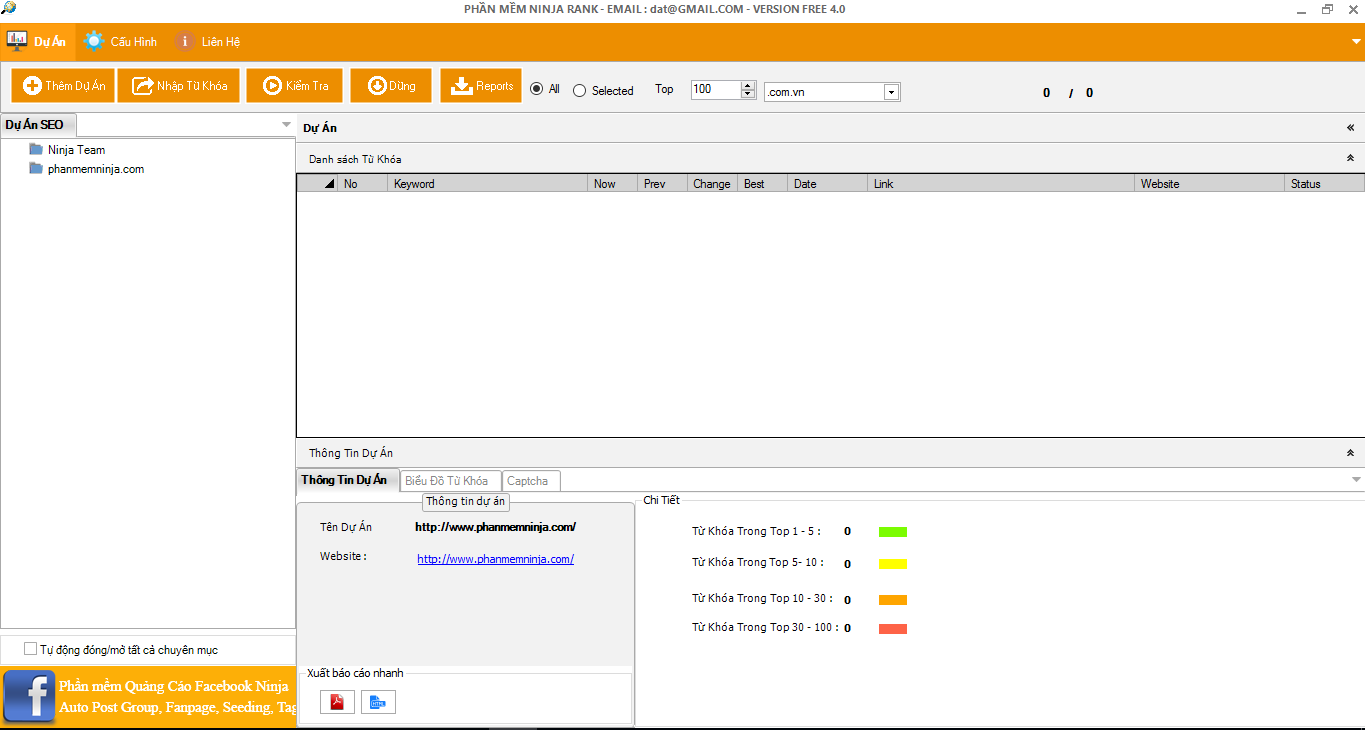 PHẦN MỀM NINJA RANK - EMAIL : dat@GMAIL.COM - VERSION FREE 4.0
Dự Án Cấu Hình Liên Hệ
Thêm Dự Án Nhập Từ Khóa Kiểm Tra Dừng Reports All Selected Top 100 .com.vn 0 / 0
Dự Án SEO
Ninja Team
phanmemninja.com
Dự Án
Danh sách Từ Khóa
No Keyword Now Prev Change Best Date Link Website Status
Thông Tin Dự Án
Thông Tin Dự Án Biểu Đồ Từ Khóa Captcha
Thông tin dự án
Tên Dự Án http://www.phanmemninja.com/
Website : http://www.phanmemninja.com/
Chi Tiết
Từ Khóa Trong Top 1 - 5 : 0
Từ Khóa Trong Top 5- 10 : 0
Từ Khóa Trong Top 10 - 30 : 0
Từ Khóa Trong Top 30 - 100 : 0
Xuất báo cáo nhanh
HTML
Tự động đóng/mở tất cả chuyên mục
Phần mềm Quảng Cáo Facebook Ninja
Auto Post Group, Fanpage, Seeding, Tag